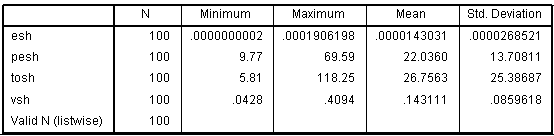 N Minimum Maximum Mean Std. Deviation
esh 100 .0000000002 .0001906198 .0000143031 .0000268521
pesh 100 9.77 69.59 22.0360 13.70811
tosh 100 5.81 118.25 26.7563 25.38687
vsh 100 .0428 .4094 .143111 .0859618
Valid N (listwise) 100